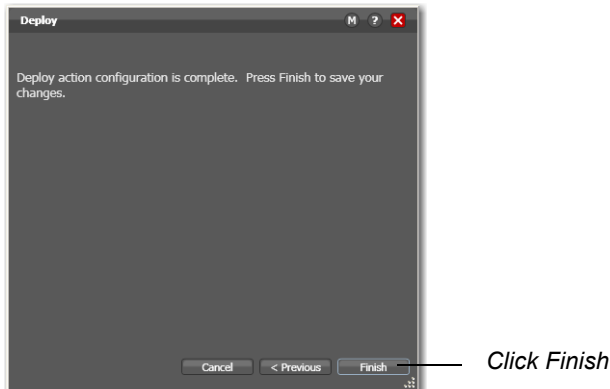 Deploy M ? X
Deploy action configuration is complete. Press Finish to save your
changes.
Cancel < Previous Finish Click Finish